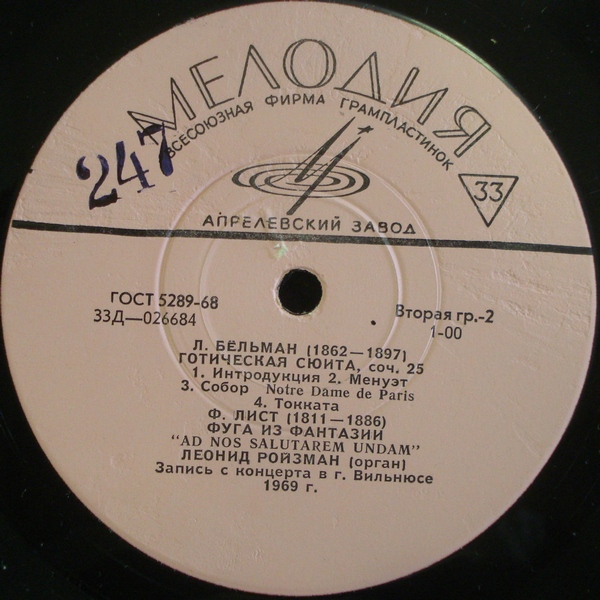 МЕЛОДИЯ
ВСЕСОЮЗНАЯ ФИРМА ГРАМПЛАСТИНОК
247
33
АПРЕЛЕВСКИЙ ЗАВОД
ГОСТ 5289-68
33Д—026684
Вторая гр.-2
1-00
Л. БЁЛЬМАН (1862—1897)
ГОТИЧЕСКАЯ СЮИТА, соч. 25
1. Интродукция 2. Менуэт
3. Собор Notre Dame de Paris
4. Токката
Ф. ЛИСТ (1811—1886)
ФУГА ИЗ ФАНТАЗИИ
"AD NOS SALUTAREM UNDAM"
ЛЕОНИД РОЙЗМАН (орган)
Запись с концерта в г. Вильнюсе
1969 г.